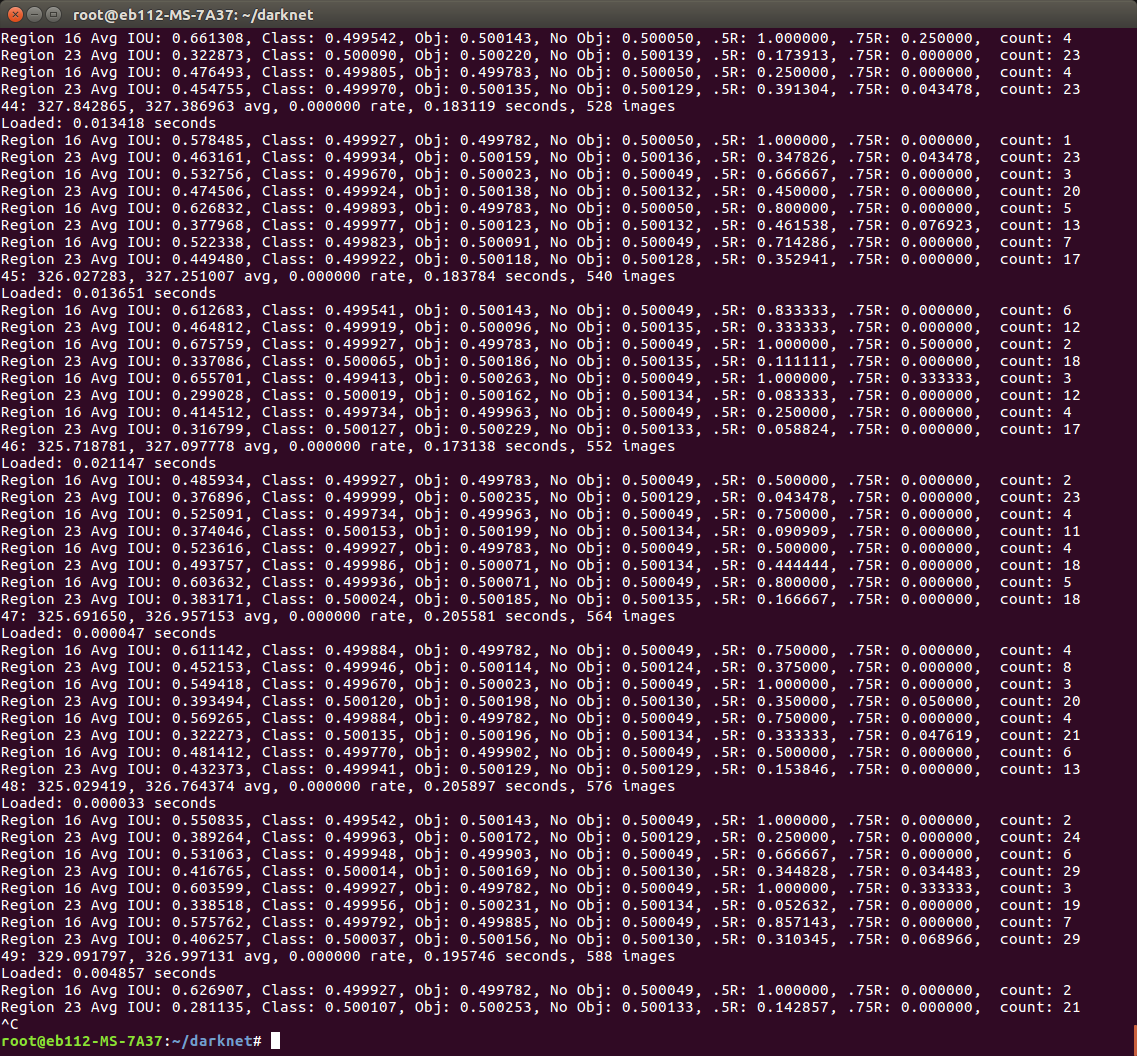 root@eb112-MS-7A37: ~/darknet
Region 16 Avg IOU: 0.661308, Class: 0.499542, Obj: 0.500143, No Obj: 0.500050, .5R: 1.000000, .75R: 0.250000,  count: 4
Region 23 Avg IOU: 0.322873, Class: 0.500090, Obj: 0.500220, No Obj: 0.500139, .5R: 0.173913, .75R: 0.000000,  count: 23
Region 16 Avg IOU: 0.476493, Class: 0.499805, Obj: 0.499783, No Obj: 0.500050, .5R: 0.250000, .75R: 0.000000,  count: 4
Region 23 Avg IOU: 0.454755, Class: 0.499970, Obj: 0.500135, No Obj: 0.500129, .5R: 0.391304, .75R: 0.043478,  count: 23
44: 327.842865, 327.386963 avg, 0.000000 rate, 0.183119 seconds, 528 images
Loaded: 0.013418 seconds
Region 16 Avg IOU: 0.578485, Class: 0.499927, Obj: 0.499782, No Obj: 0.500050, .5R: 1.000000, .75R: 0.000000,  count: 1
Region 23 Avg IOU: 0.463161, Class: 0.499934, Obj: 0.500159, No Obj: 0.500136, .5R: 0.347826, .75R: 0.043478,  count: 23
Region 16 Avg IOU: 0.532756, Class: 0.499670, Obj: 0.500023, No Obj: 0.500049, .5R: 0.666667, .75R: 0.000000,  count: 3
Region 23 Avg IOU: 0.474506, Class: 0.499924, Obj: 0.500138, No Obj: 0.500132, .5R: 0.450000, .75R: 0.000000,  count: 20
Region 16 Avg IOU: 0.626832, Class: 0.499893, Obj: 0.499783, No Obj: 0.500050, .5R: 0.800000, .75R: 0.000000,  count: 5
Region 23 Avg IOU: 0.377968, Class: 0.499977, Obj: 0.500123, No Obj: 0.500132, .5R: 0.461538, .75R: 0.076923,  count: 13
Region 16 Avg IOU: 0.522338, Class: 0.499823, Obj: 0.500091, No Obj: 0.500049, .5R: 0.714286, .75R: 0.000000,  count: 7
Region 23 Avg IOU: 0.449480, Class: 0.499922, Obj: 0.500118, No Obj: 0.500128, .5R: 0.352941, .75R: 0.000000,  count: 17
45: 326.027283, 327.251007 avg, 0.000000 rate, 0.183784 seconds, 540 images
Loaded: 0.013651 seconds
Region 16 Avg IOU: 0.612683, Class: 0.499541, Obj: 0.500143, No Obj: 0.500049, .5R: 0.833333, .75R: 0.000000,  count: 6
Region 23 Avg IOU: 0.464812, Class: 0.499919, Obj: 0.500096, No Obj: 0.500135, .5R: 0.333333, .75R: 0.000000,  count: 12
Region 16 Avg IOU: 0.675759, Class: 0.499927, Obj: 0.499783, No Obj: 0.500049, .5R: 1.000000, .75R: 0.500000,  count: 2
Region 23 Avg IOU: 0.337086, Class: 0.500065, Obj: 0.500186, No Obj: 0.500135, .5R: 0.111111, .75R: 0.000000,  count: 18
Region 16 Avg IOU: 0.655701, Class: 0.499413, Obj: 0.500263, No Obj: 0.500049, .5R: 1.000000, .75R: 0.333333,  count: 3
Region 23 Avg IOU: 0.299028, Class: 0.500019, Obj: 0.500162, No Obj: 0.500134, .5R: 0.083333, .75R: 0.000000,  count: 12
Region 16 Avg IOU: 0.414512, Class: 0.499734, Obj: 0.499963, No Obj: 0.500049, .5R: 0.250000, .75R: 0.000000,  count: 4
Region 23 Avg IOU: 0.316799, Class: 0.500127, Obj: 0.500229, No Obj: 0.500133, .5R: 0.058824, .75R: 0.000000,  count: 17
46: 325.718781, 327.097778 avg, 0.000000 rate, 0.173138 seconds, 552 images
Loaded: 0.021147 seconds
Region 16 Avg IOU: 0.485934, Class: 0.499927, Obj: 0.499783, No Obj: 0.500049, .5R: 0.500000, .75R: 0.000000,  count: 2
Region 23 Avg IOU: 0.376896, Class: 0.499999, Obj: 0.500235, No Obj: 0.500129, .5R: 0.043478, .75R: 0.000000,  count: 23
Region 16 Avg IOU: 0.525091, Class: 0.499734, Obj: 0.499963, No Obj: 0.500049, .5R: 0.750000, .75R: 0.000000,  count: 4
Region 23 Avg IOU: 0.374046, Class: 0.500153, Obj: 0.500199, No Obj: 0.500134, .5R: 0.090909, .75R: 0.000000,  count: 11
Region 16 Avg IOU: 0.523616, Class: 0.499927, Obj: 0.499783, No Obj: 0.500049, .5R: 0.500000, .75R: 0.000000,  count: 4
Region 23 Avg IOU: 0.493757, Class: 0.499986, Obj: 0.500071, No Obj: 0.500134, .5R: 0.444444, .75R: 0.000000,  count: 18
Region 16 Avg IOU: 0.603632, Class: 0.499936, Obj: 0.500071, No Obj: 0.500049, .5R: 0.800000, .75R: 0.000000,  count: 5
Region 23 Avg IOU: 0.383171, Class: 0.500024, Obj: 0.500185, No Obj: 0.500135, .5R: 0.166667, .75R: 0.000000,  count: 18
47: 325.691650, 326.957153 avg, 0.000000 rate, 0.205581 seconds, 564 images
Loaded: 0.000047 seconds
Region 16 Avg IOU: 0.611142, Class: 0.499884, Obj: 0.499782, No Obj: 0.500049, .5R: 0.750000, .75R: 0.000000,  count: 4
Region 23 Avg IOU: 0.452153, Class: 0.499946, Obj: 0.500114, No Obj: 0.500124, .5R: 0.375000, .75R: 0.000000,  count: 8
Region 16 Avg IOU: 0.549418, Class: 0.499670, Obj: 0.500023, No Obj: 0.500049, .5R: 1.000000, .75R: 0.000000,  count: 3
Region 23 Avg IOU: 0.393494, Class: 0.500120, Obj: 0.500198, No Obj: 0.500130, .5R: 0.350000, .75R: 0.050000,  count: 20
Region 16 Avg IOU: 0.569265, Class: 0.499884, Obj: 0.499782, No Obj: 0.500049, .5R: 0.750000, .75R: 0.000000,  count: 4
Region 23 Avg IOU: 0.322273, Class: 0.500135, Obj: 0.500196, No Obj: 0.500134, .5R: 0.333333, .75R: 0.047619,  count: 21
Region 16 Avg IOU: 0.481412, Class: 0.499770, Obj: 0.499902, No Obj: 0.500049, .5R: 0.500000, .75R: 0.000000,  count: 6
Region 23 Avg IOU: 0.432373, Class: 0.499941, Obj: 0.500129, No Obj: 0.500129, .5R: 0.153846, .75R: 0.000000,  count: 13
48: 325.029419, 326.764374 avg, 0.000000 rate, 0.205897 seconds, 576 images
Loaded: 0.000033 seconds
Region 16 Avg IOU: 0.550835, Class: 0.499542, Obj: 0.500143, No Obj: 0.500049, .5R: 1.000000, .75R: 0.000000,  count: 2
Region 23 Avg IOU: 0.389264, Class: 0.499963, Obj: 0.500172, No Obj: 0.500129, .5R: 0.250000, .75R: 0.000000,  count: 24
Region 16 Avg IOU: 0.531063, Class: 0.499948, Obj: 0.499903, No Obj: 0.500049, .5R: 0.666667, .75R: 0.000000,  count: 6
Region 23 Avg IOU: 0.416765, Class: 0.500014, Obj: 0.500169, No Obj: 0.500130, .5R: 0.344828, .75R: 0.034483,  count: 29
Region 16 Avg IOU: 0.603599, Class: 0.499927, Obj: 0.499782, No Obj: 0.500049, .5R: 1.000000, .75R: 0.333333,  count: 3
Region 23 Avg IOU: 0.338518, Class: 0.499956, Obj: 0.500231, No Obj: 0.500134, .5R: 0.052632, .75R: 0.000000,  count: 19
Region 16 Avg IOU: 0.575762, Class: 0.499792, Obj: 0.499885, No Obj: 0.500049, .5R: 0.857143, .75R: 0.000000,  count: 7
Region 23 Avg IOU: 0.406257, Class: 0.500037, Obj: 0.500156, No Obj: 0.500130, .5R: 0.310345, .75R: 0.068966,  count: 29
49: 329.091797, 326.997131 avg, 0.000000 rate, 0.195746 seconds, 588 images
Loaded: 0.004857 seconds
Region 16 Avg IOU: 0.626907, Class: 0.499927, Obj: 0.499782, No Obj: 0.500049, .5R: 1.000000, .75R: 0.000000,  count: 2
Region 23 Avg IOU: 0.281135, Class: 0.500107, Obj: 0.500253, No Obj: 0.500133, .5R: 0.142857, .75R: 0.000000,  count: 21
^C
root@eb112-MS-7A37:~/darknet#